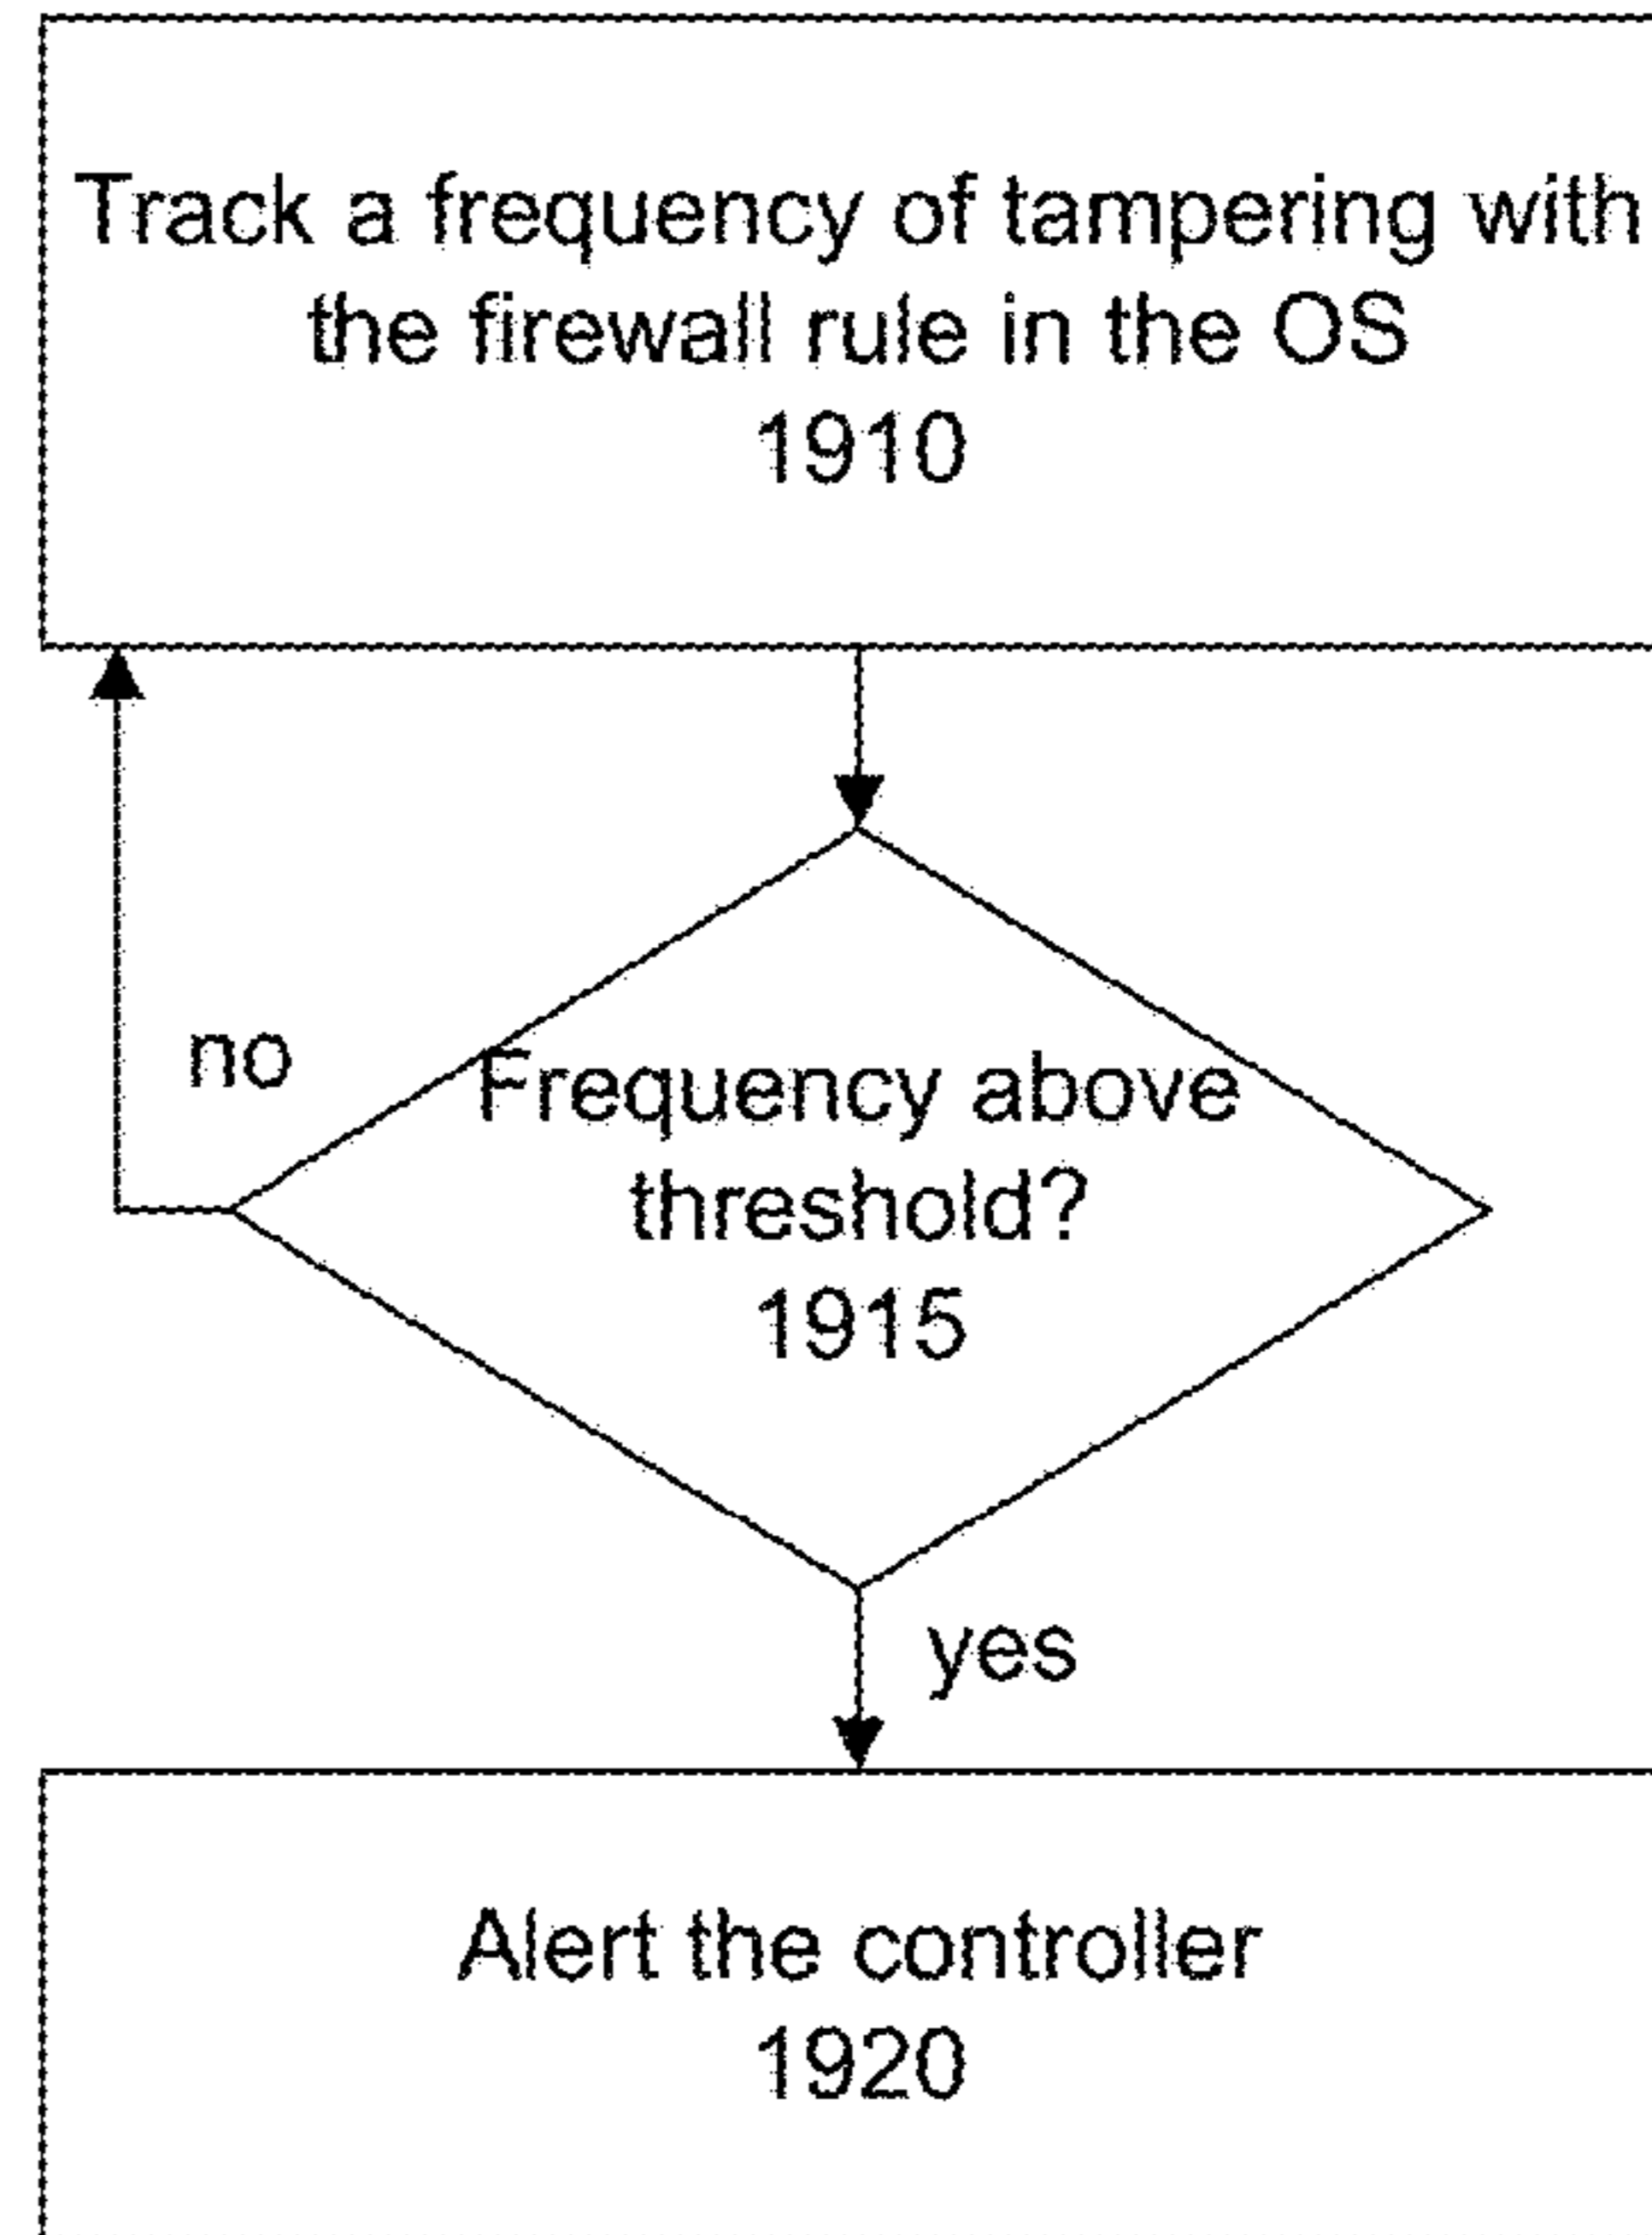 Track a frequency of tampering with
the firewall rule in the OS
1910
no
Frequency above
threshold?
1915
yes
Alert the controller
1920